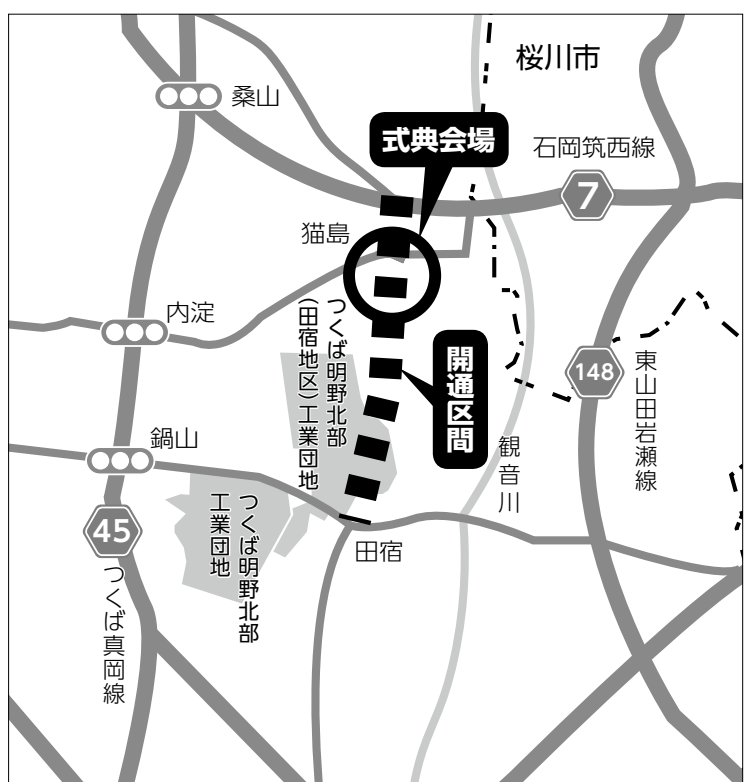 桜川市
桑山
式典会場
石岡筑西線
7
猫島
内淀
つくば明野北部
(田宿地区)工業団地
開通区間
148
東山田岩瀬線
鍋山
観音川
45
つくば明野北部
工業団地
田宿
つくば真岡線